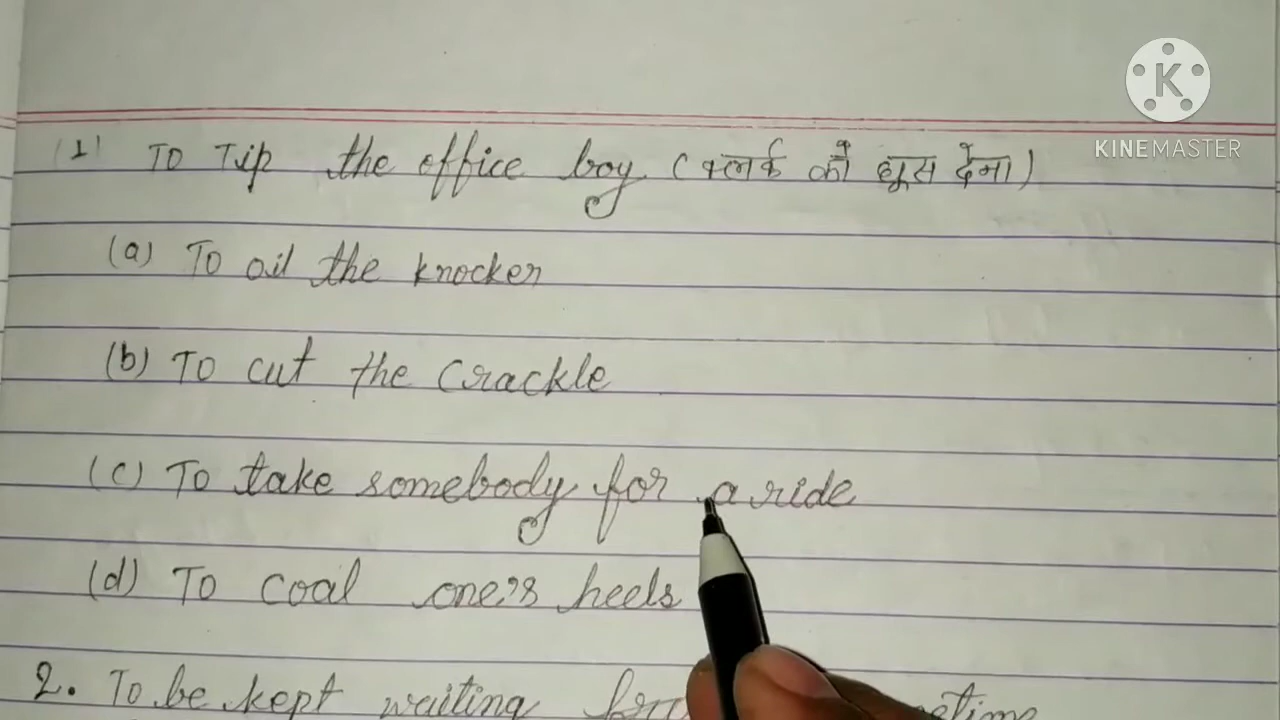 KINEMASTER
(1) To Tip the office boy (क्लर्क को घूस देना)
(a) To oil the knocker
(b) To cut the crackle
(c) To take somebody for a ride
(d) To coal one's heels
2. To be kept waiting for